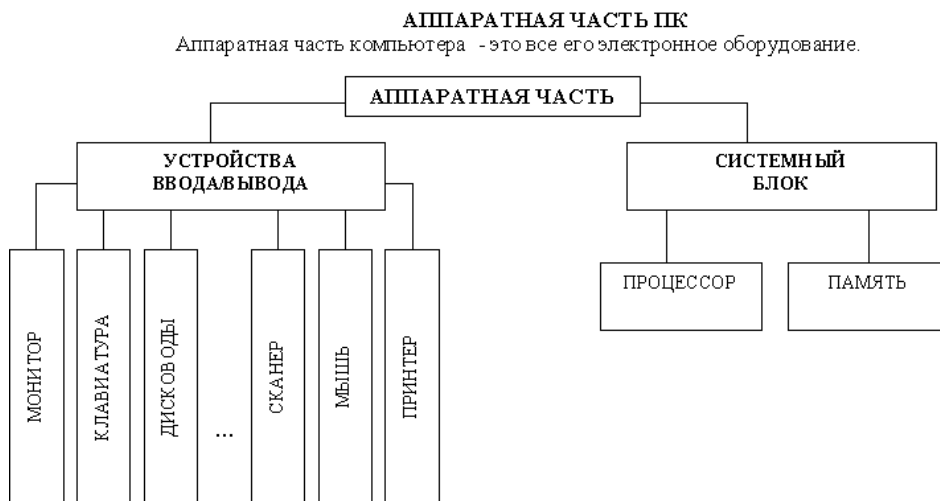 АППАРАТНАЯ ЧАСТЬ ПК
Аппаратная часть компьютера - это все его электронное оборудование.
АППАРАТНАЯ ЧАСТЬ
УСТРОЙСТВА
ВВОДА/ВЫВОДА
СИСТЕМНЫЙ
БЛОК
МОНИТОР
КЛАВИАТУРА
ДИСКОВОДЫ
...
СКАНЕР
МЫШЬ
ПРИНТЕР
ПРОЦЕССОР
ПАМЯТЬ